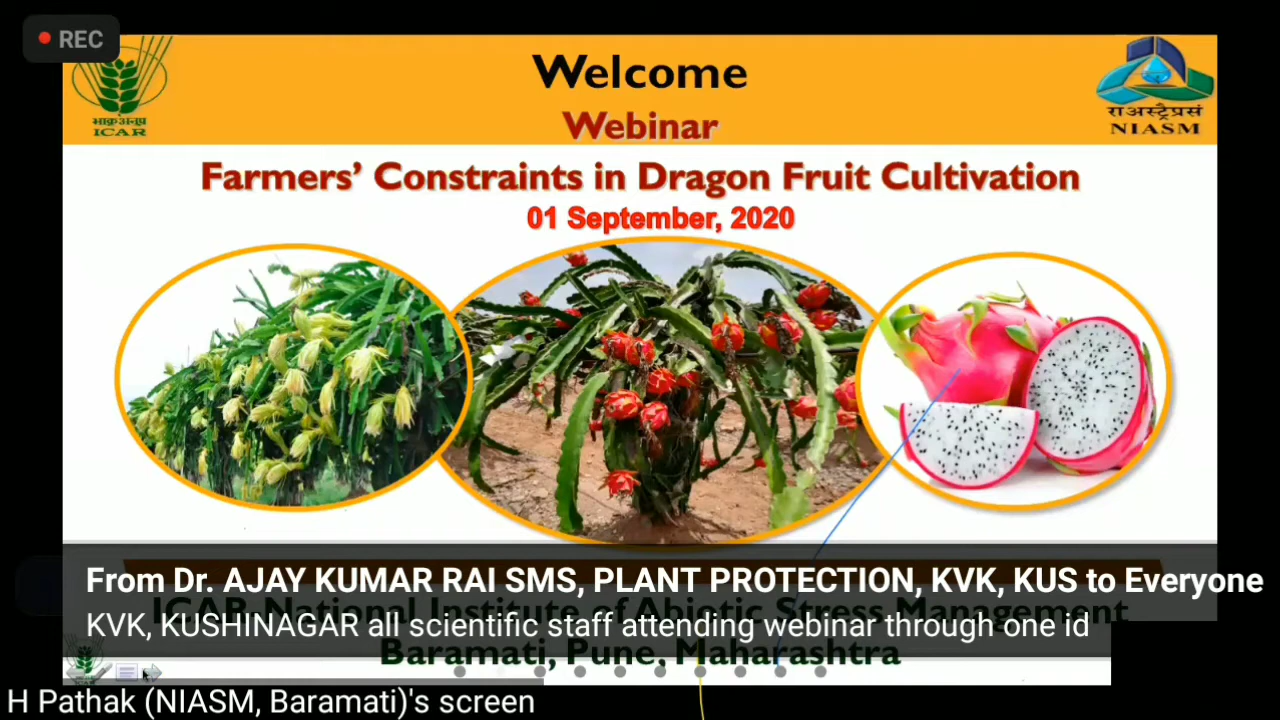 REC
Welcome
Webinar
Farmers' Constraints in Dragon Fruit Cultivation
01 September, 2020
भाकृअनुप
ICAR
राअस्ट्रैप्रसं
NIASM
From Dr. AJAY KUMAR RAI SMS, PLANT PROTECTION, KVK, KUS to Everyone
KVK, KUSHINAGAR all scientific staff attending webinar through one id
ICAR-National Institute of Abiotic Stress Management
Baramati, Pune, Maharashtra
H Pathak (NIASM, Baramati)'s screen